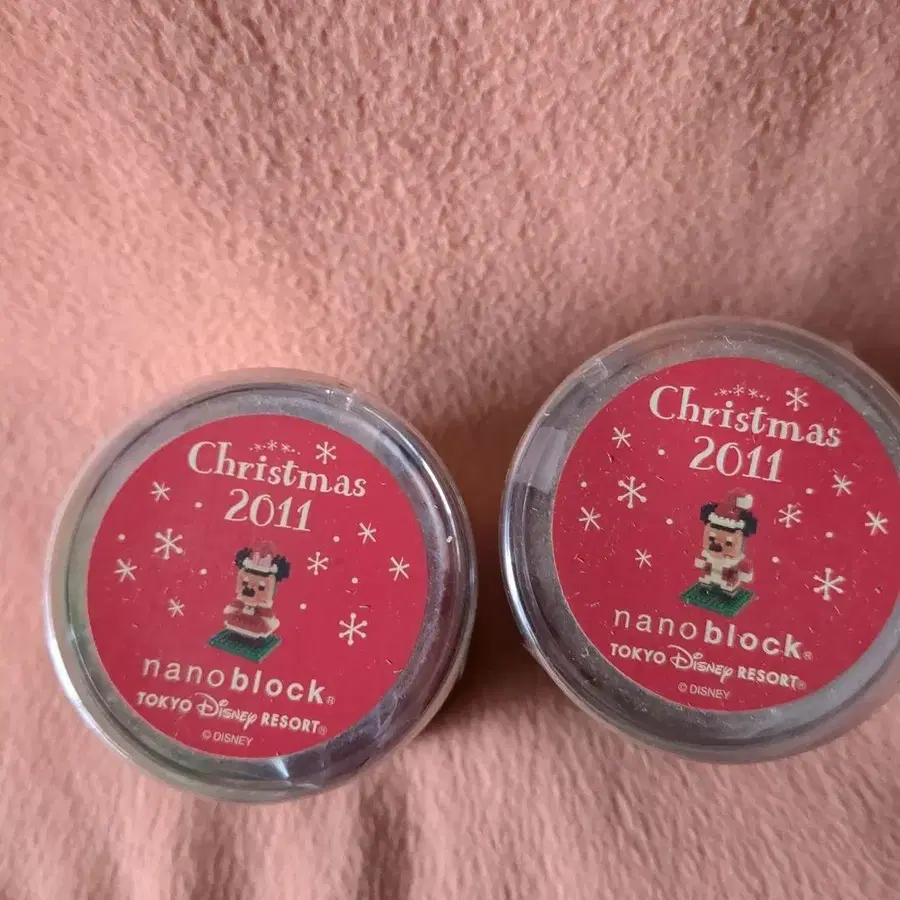 Christmas
2011
nanoblock®
TOKYO Disney RESORT®
© DISNEY
Christmas
2011
nanoblock®
TOKYO Disney RESORT®
© DISNEY